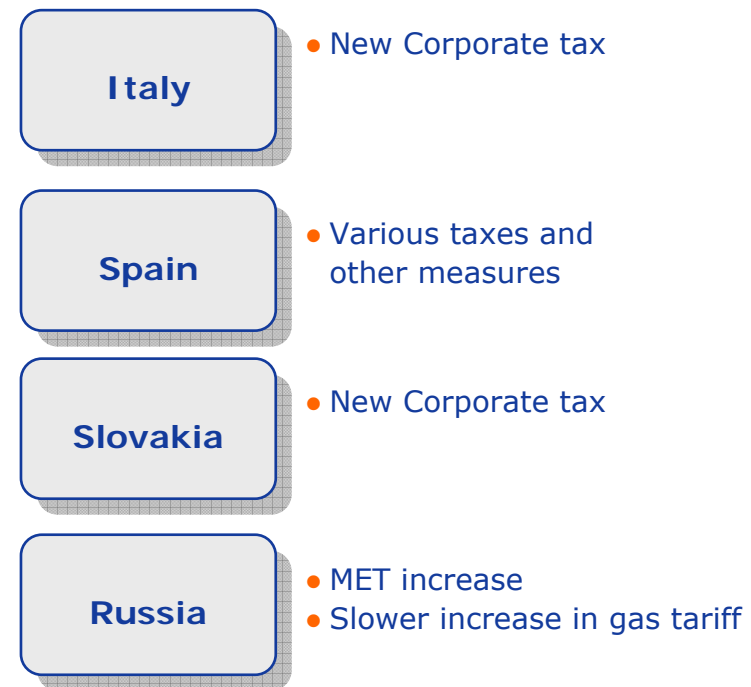 Italy
• New Corporate tax
Spain
• Various taxes and
other measures
Slovakia
• New Corporate tax
Russia
• MET increase
• Slower increase in gas tariff